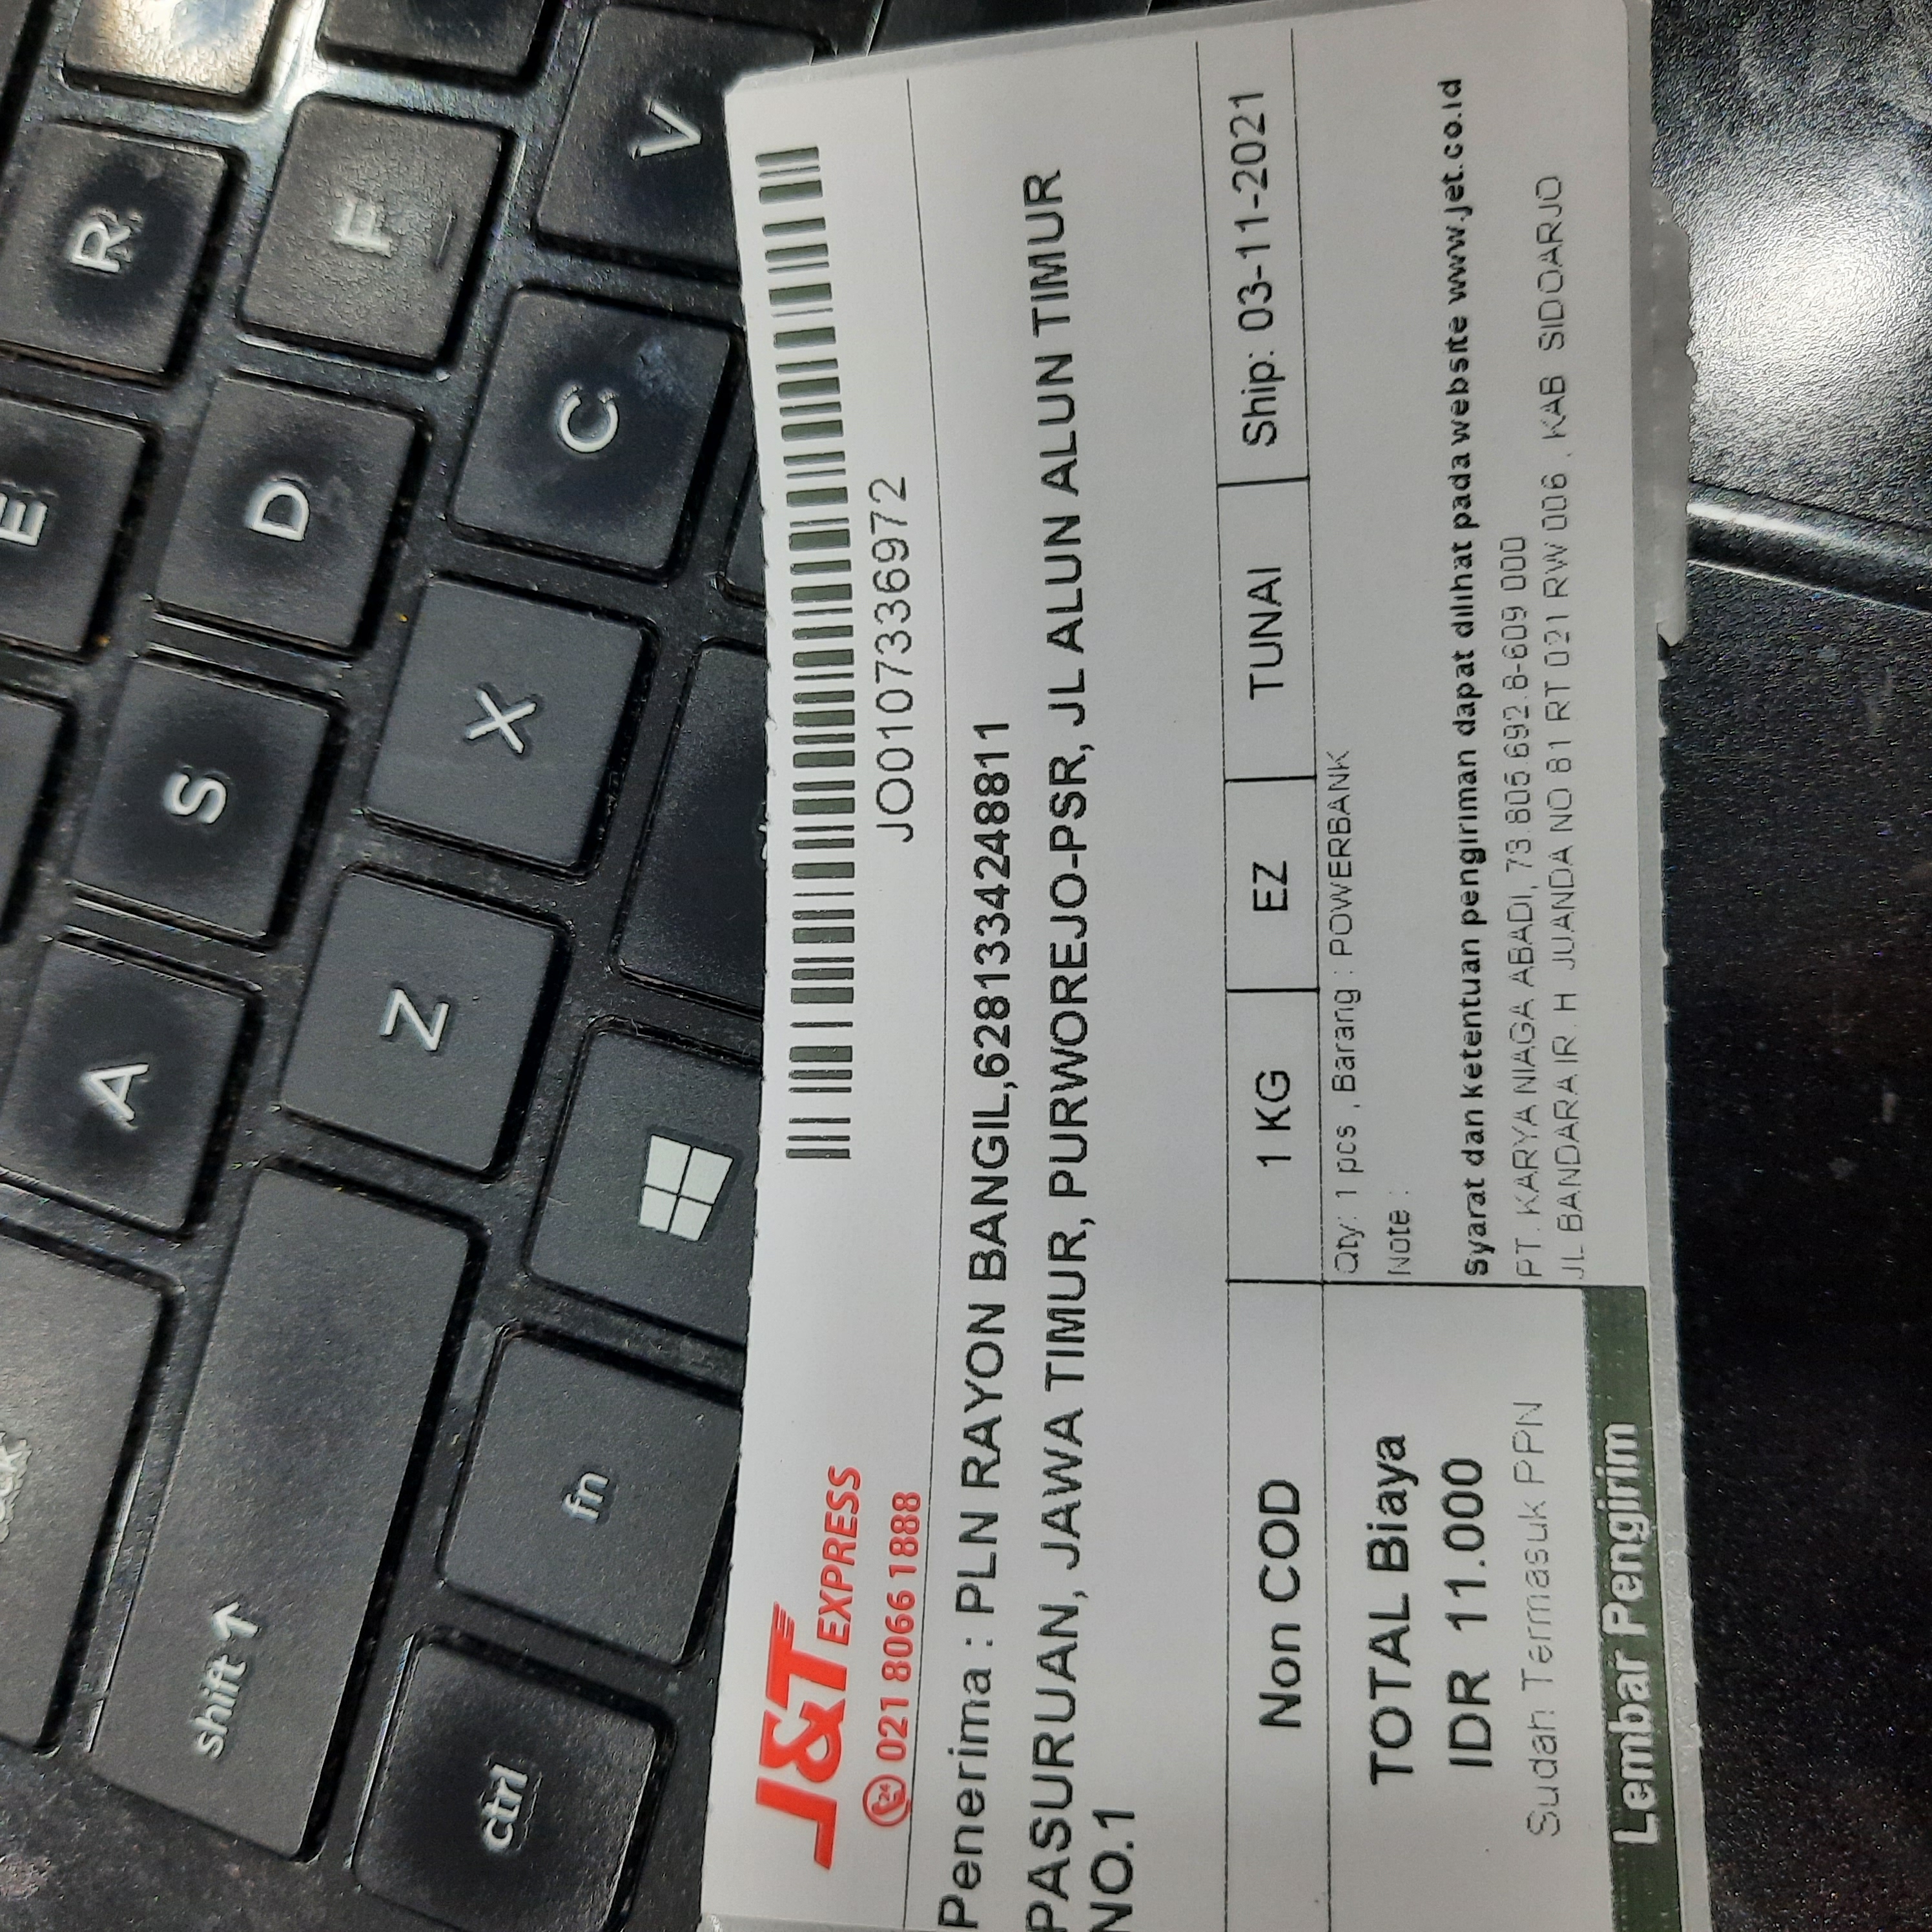 E
R
A
S
D
F
shift ↑
Z
X
C
V
ctrl
fn
J&T EXPRESS
24 021 8066 1888
JO0107336972
Penerima : PLN RAYON BANGIL,6281334248811
PASURUAN, JAWA TIMUR, PURWOREJO-PSR, JL ALUN ALUN TIMUR
NO.1
Non COD
1 KG
EZ
TUNAI
Ship: 03-11-2021
TOTAL Biaya
IDR 11.000
Sudah Termasuk PPN
Lembar Pengirim
Qty: 1 pcs , Barang : POWERBANK
Note :
Syarat dan ketentuan pengiriman dapat dilihat pada website www.jet.co.id
PT. KARYA NIAGA ABADI, 73.805.692.8-609.000
JL BANDARA IR. H JUANDA NO 81 RT 021 RW 006 , KAB SIDOARJO